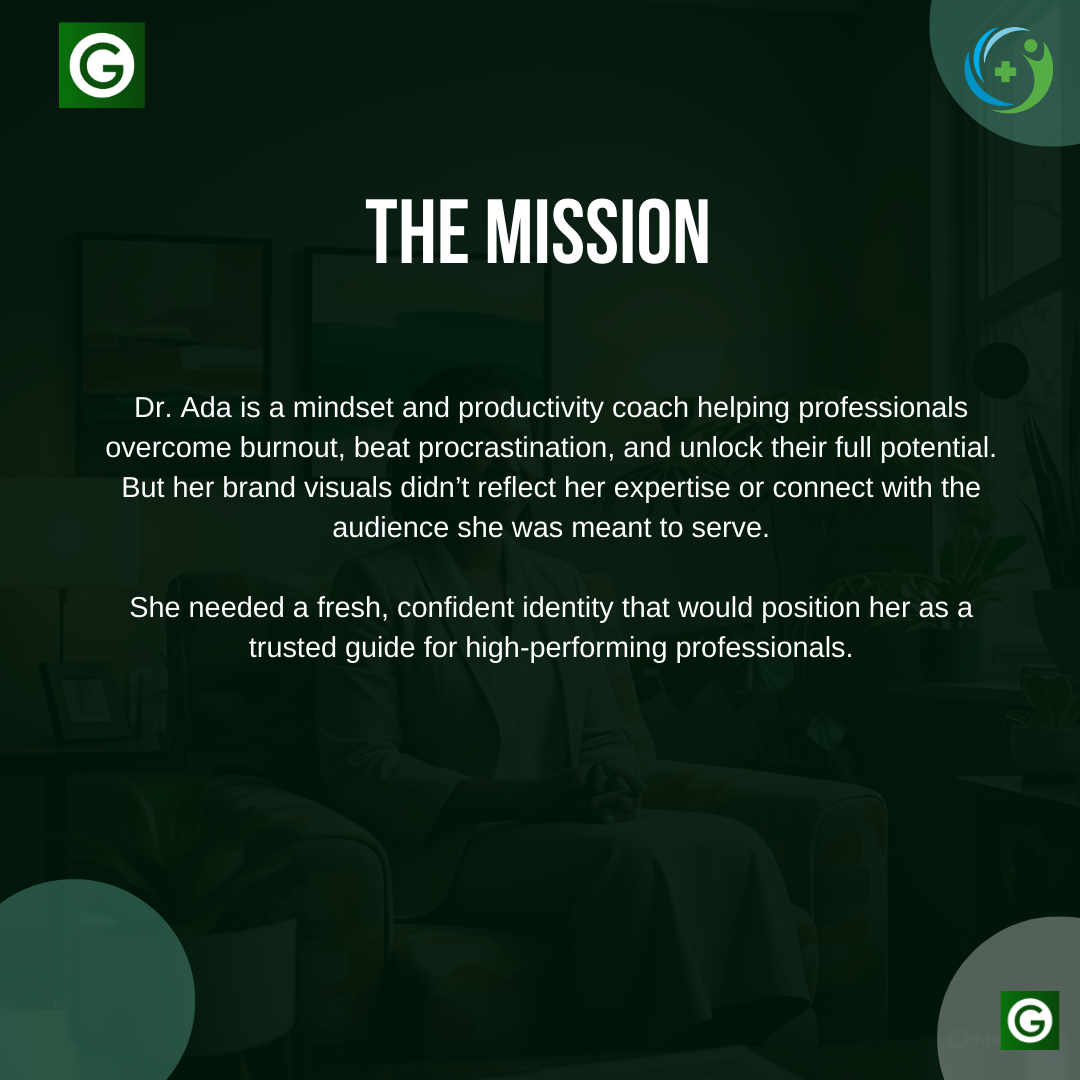 G
THE MISSION
Dr. Ada is a mindset and productivity coach helping professionals
overcome burnout, beat procrastination, and unlock their full potential.
But her brand visuals didn’t reflect her expertise or connect with the
audience she was meant to serve.
She needed a fresh, confident identity that would position her as a
trusted guide for high-performing professionals.
G